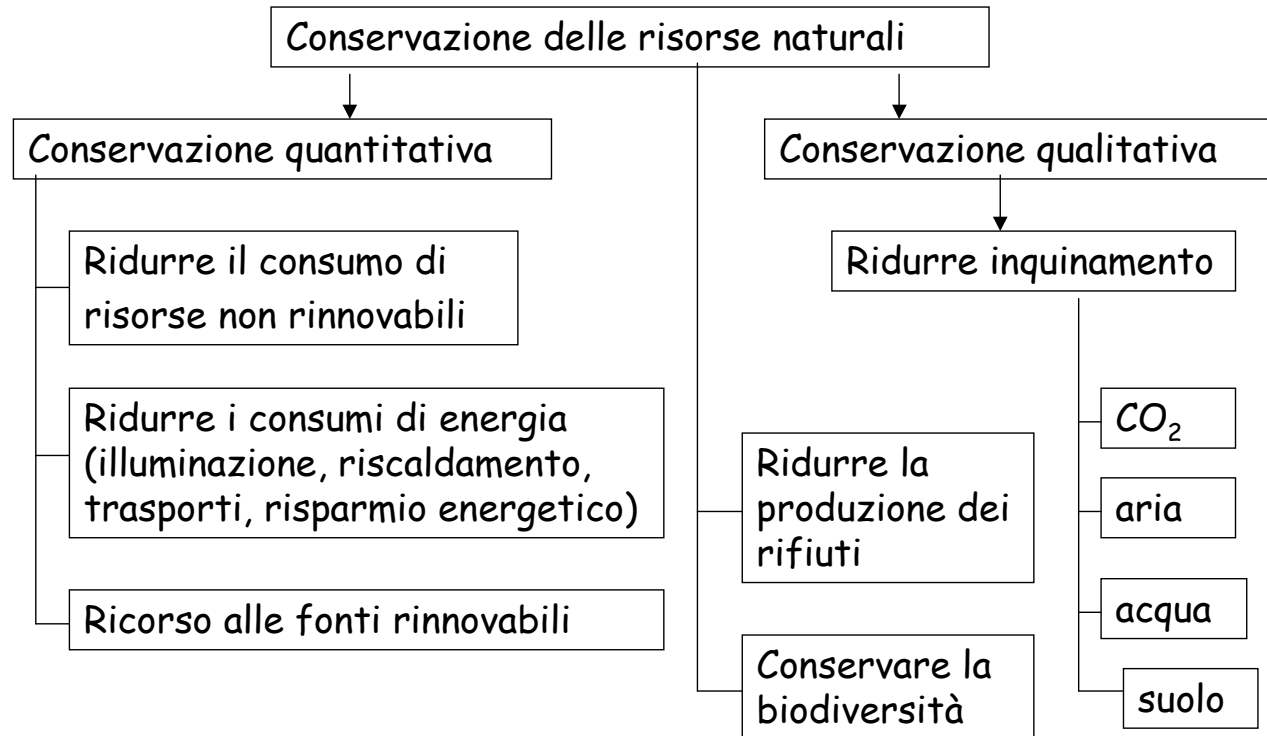 Conservazione delle risorse naturali
Conservazione quantitativa
Ridurre il consumo di
risorse non rinnovabili
Ridurre i consumi di energia
(illuminazione, riscaldamento,
trasporti, risparmio energetico)
Ricorso alle fonti rinnovabili
Ridurre la
produzione dei
rifiuti
Conservare la
biodiversità
Conservazione qualitativa
Ridurre inquinamento
CO₂
aria
acqua
suolo